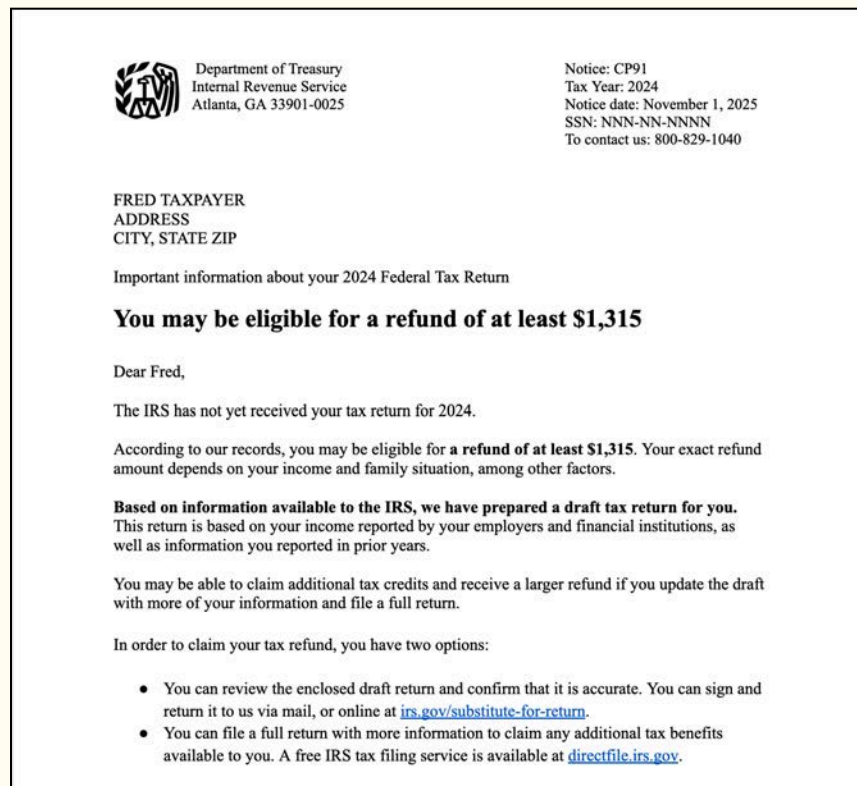 Department of Treasury
Internal Revenue Service
Atlanta, GA 33901-0025
Notice: CP91
Tax Year: 2024
Notice date: November 1, 2025
SSN: NNN-NN-NNNN
To contact us: 800-829-1040
FRED TAXPAYER
ADDRESS
CITY, STATE ZIP
Important information about your 2024 Federal Tax Return
You may be eligible for a refund of at least $1,315
Dear Fred,
The IRS has not yet received your tax return for 2024.
According to our records, you may be eligible for a refund of at least $1,315. Your exact refund
amount depends on your income and family situation, among other factors.
Based on information available to the IRS, we have prepared a draft tax return for you.
This return is based on your income reported by your employers and financial institutions, as
well as information you reported in prior years.
You may be able to claim additional tax credits and receive a larger refund if you update the draft
with more of your information and file a full return.
In order to claim your tax refund, you have two options:
● You can review the enclosed draft return and confirm that it is accurate. You can sign and
return it to us via mail, or online at irs.gov/substitute-for-return.
● You can file a full return with more information to claim any additional tax benefits
available to you. A free IRS tax filing service is available at directfile.irs.gov.